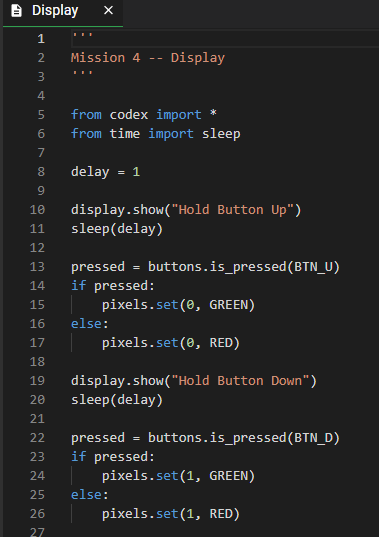 Display ×
1 '''
2 Mission 4 -- Display
3 '''
4
5 from codex import *
6 from time import sleep
7
8 delay = 1
9
10 display.show("Hold Button Up")
11 sleep(delay)
12
13 pressed = buttons.is_pressed(BTN_U)
14 if pressed:
15     pixels.set(0, GREEN)
16 else:
17     pixels.set(0, RED)
18
19 display.show("Hold Button Down")
20 sleep(delay)
21
22 pressed = buttons.is_pressed(BTN_D)
23 if pressed:
24     pixels.set(1, GREEN)
25 else:
26     pixels.set(1, RED)
27